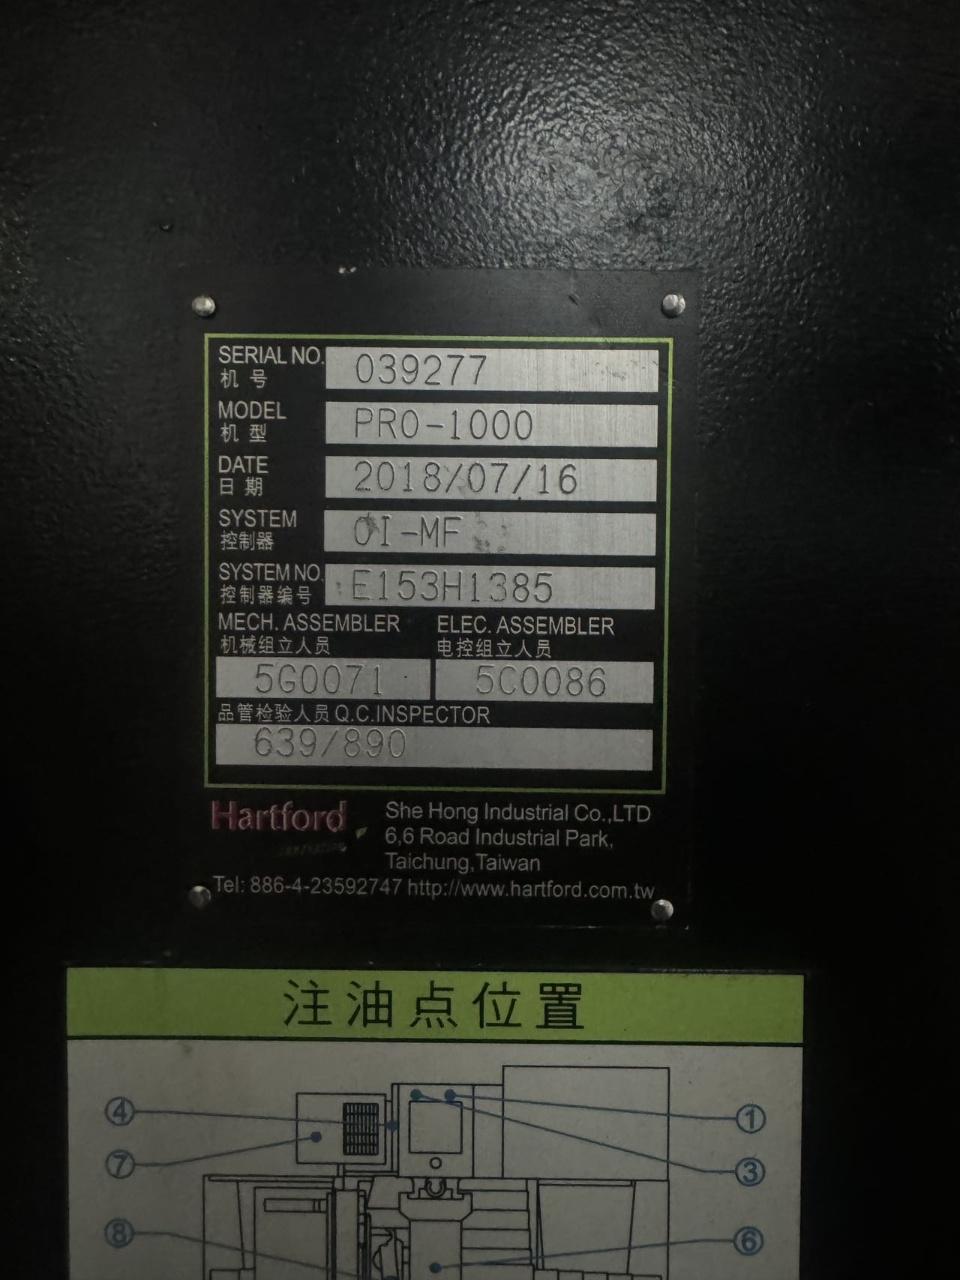 SERIAL NO.
机号
039277
MODEL
机型
PRO-1000
DATE
日期
2018/07/16
SYSTEM
控制器
OI-MF
SYSTEM NO.
控制器编号
E153H1385
MECH. ASSEMBLER
机械组立人员
5G0071
ELEC. ASSEMBLER
电控组立人员
5C0086
品管检验人员 Q.C.INSPECTOR
639/890
Hartford
She Hong Industrial Co.,LTD
6,6 Road Industrial Park,
Taichung,Taiwan
Tel: 886-4-23592747 http://www.hartford.com.tw
注油点位置
④
①
⑦
③
⑧
⑥